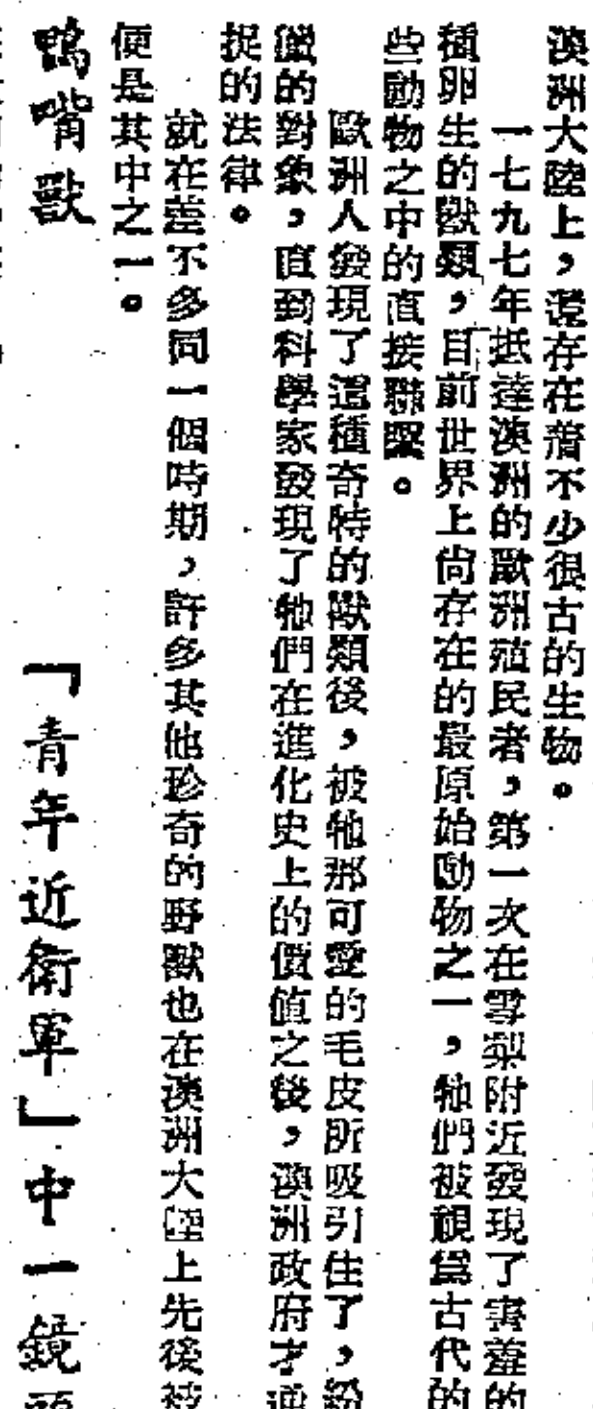 澳洲大陸上，還存在着不少很古的生物。
一七九七年抵達澳洲的歐洲殖民者，第一次在雪梨附近發現了害羞的
種卵生的獸類，目前世界上尙存在的最原始動物之一，牠們被視爲古代的
些動物之中的直接聯繫。
歐洲人發現了這種奇特的獸類後，被牠那可愛的毛皮所吸引住了，紛
獵的對象，直到科學家發現了牠們在進化史上的價值之後，澳洲政府才
捉的法律。
就在差不多同一個時期，許多其他珍奇的野獸也在澳洲大陸上先後被
便是其中之一。
鴨嘴獸
「青年近衛軍」中一鏡